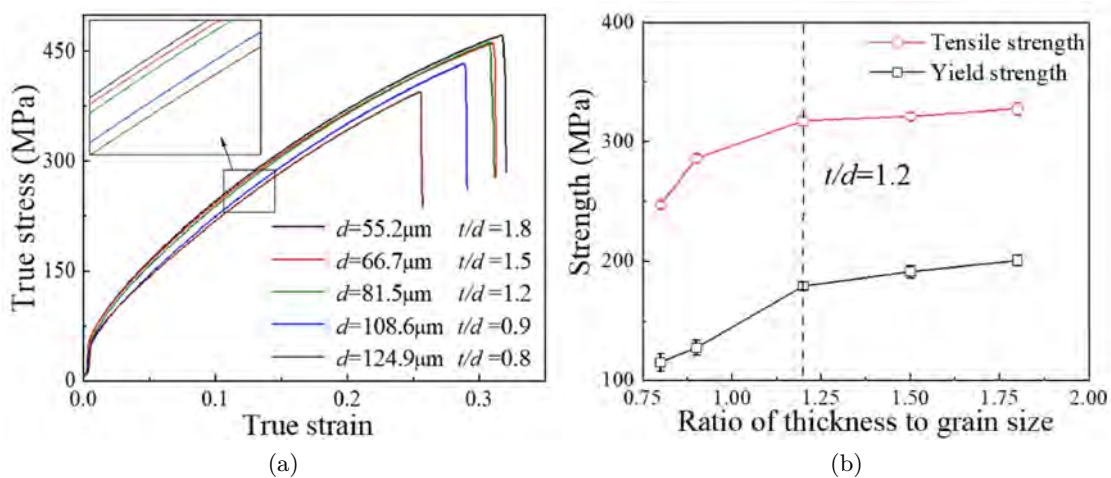 450
300
150
0
0.0
0.1
0.2
0.3
True stress (MPa)
True strain
d=55.2μm t/d=1.8
d=66.7μm t/d=1.5
d=81.5μm t/d=1.2
d=108.6μm t/d=0.9
d=124.9μm t/d=0.8
(a)
400
300
200
100
0.75
1.00
1.25
1.50
1.75
2.00
Strength (MPa)
Ratio of thickness to grain size
Tensile strength
Yield strength
t/d=1.2
(b)